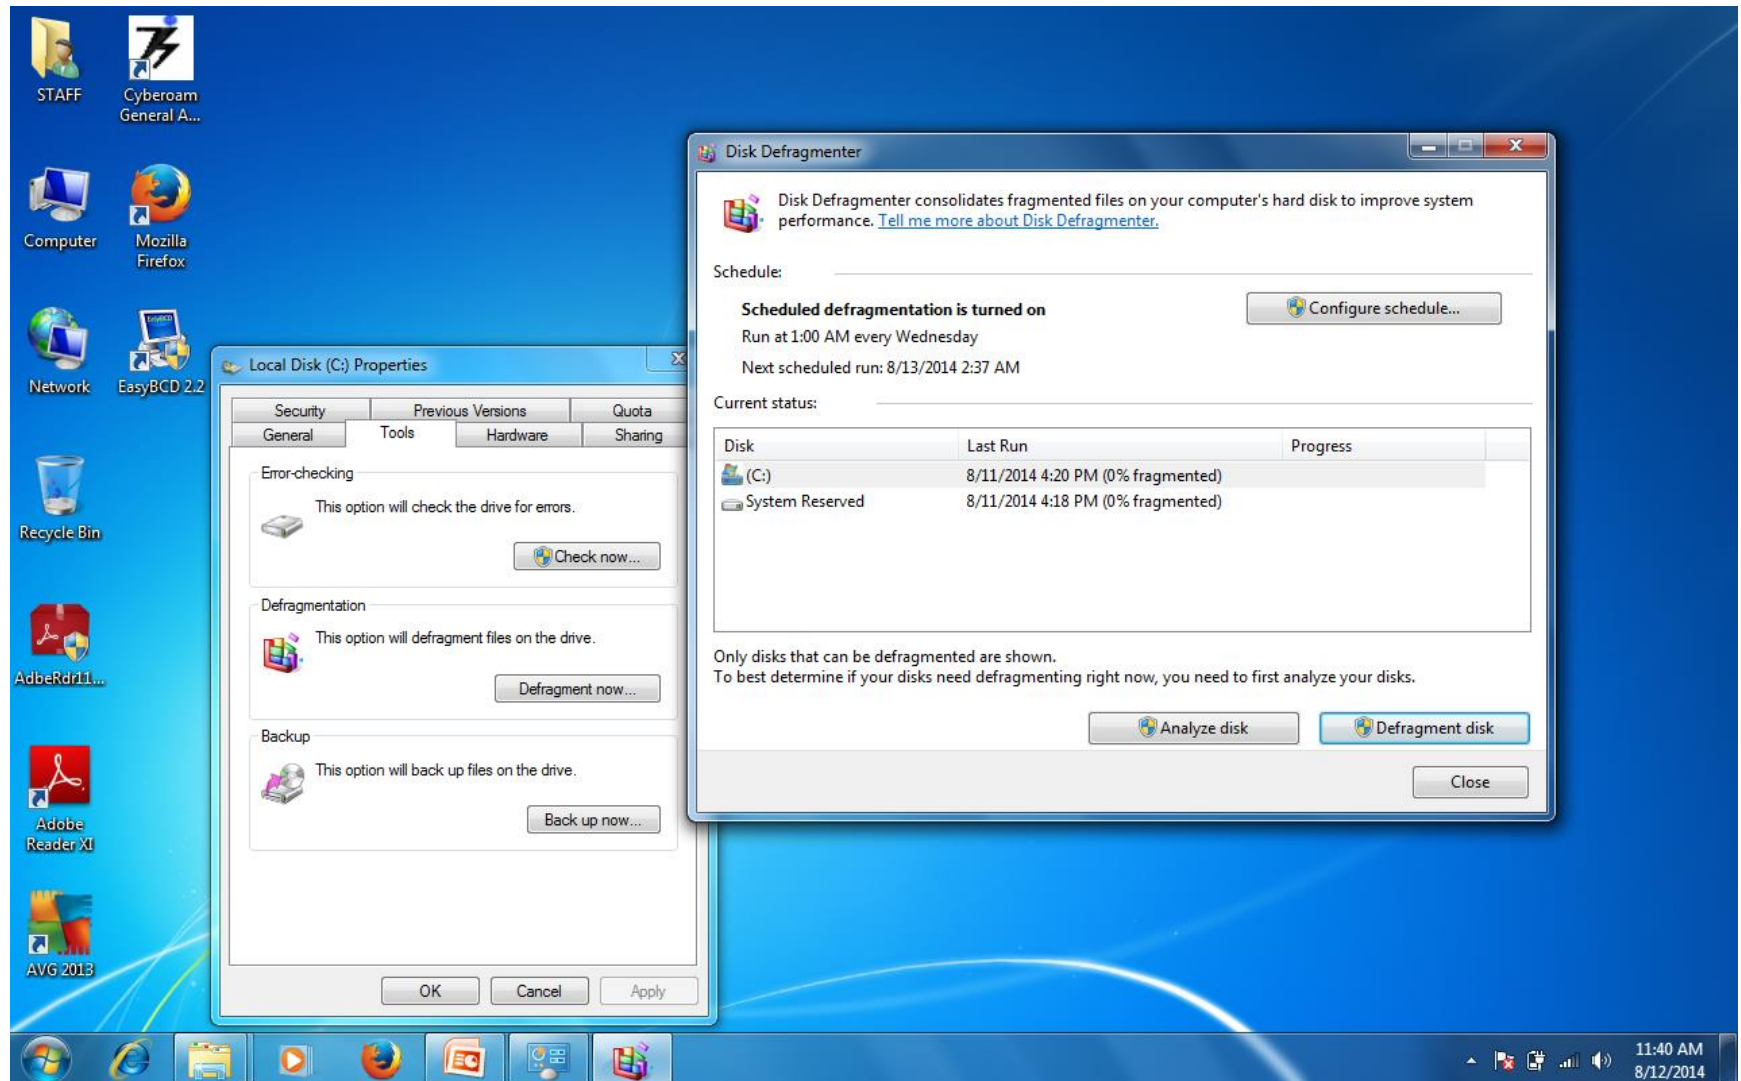 STAFF
Cyberoam
General A...
Computer
Mozilla
Firefox
Network
EasyBCD 2.2
EasyBCD
Recycle Bin
AdbeRdr11...
Adobe
Reader XI
AVG 2013
Local Disk (C:) Properties
Security
Previous Versions
Quota
General
Tools
Hardware
Sharing
Error-checking
This option will check the drive for errors.
Check now...
Defragmentation
This option will defragment files on the drive.
Defragment now...
Backup
This option will back up files on the drive.
Back up now...
OK
Cancel
Apply
Disk Defragmenter
Disk Defragmenter consolidates fragmented files on your computer's hard disk to improve system
performance. Tell me more about Disk Defragmenter.
Schedule:
Scheduled defragmentation is turned on
Configure schedule...
Run at 1:00 AM every Wednesday
Next scheduled run: 8/13/2014 2:37 AM
Current status:
Disk Last Run Progress
(C:) 8/11/2014 4:20 PM (0% fragmented)
System Reserved 8/11/2014 4:18 PM (0% fragmented)
Only disks that can be defragmented are shown.
To best determine if your disks need defragmenting right now, you need to first analyze your disks.
Analyze disk
Defragment disk
Close
11:40 AM
8/12/2014